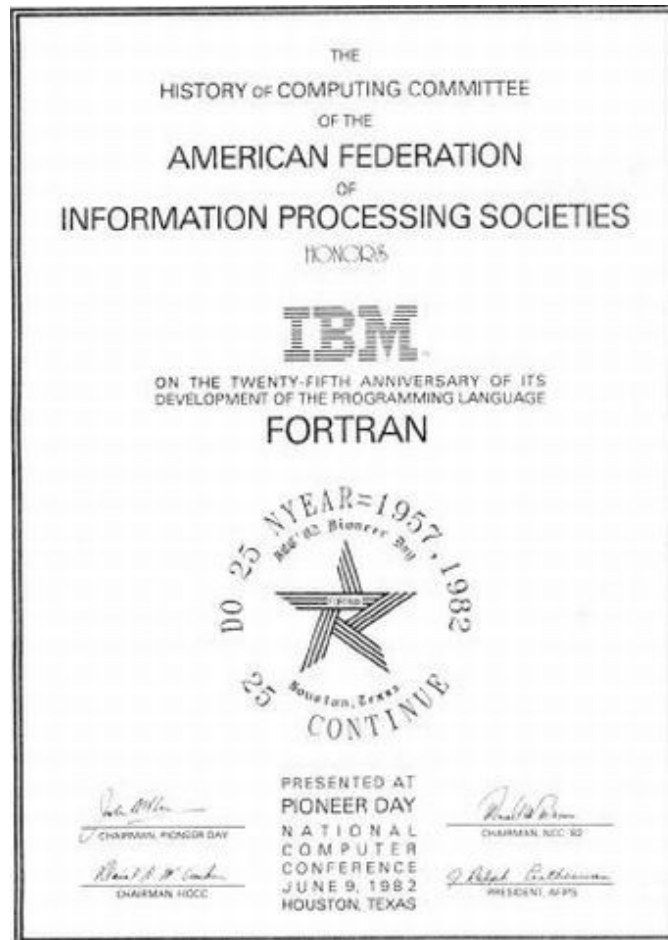 THE
HISTORY OF COMPUTING COMMITTEE
OF THE
AMERICAN FEDERATION
OF
INFORMATION PROCESSING SOCIETIES
HONORS
IBM
ON THE TWENTY-FIFTH ANNIVERSARY OF ITS
DEVELOPMENT OF THE PROGRAMMING LANGUAGE
FORTRAN
DO 25 NYEAR=1957,1982
Pioneer Day
FORTRAN
Houston, Texas
25 CONTINUE
PRESENTED AT
PIONEER DAY
NATIONAL
COMPUTER
CONFERENCE
JUNE 9, 1982
HOUSTON, TEXAS
CHAIRMAN, PIONEER DAY
CHAIRMAN, NCC '82
CHAIRMAN, HOCC
J. Ralph
PRESIDENT, AFIPS